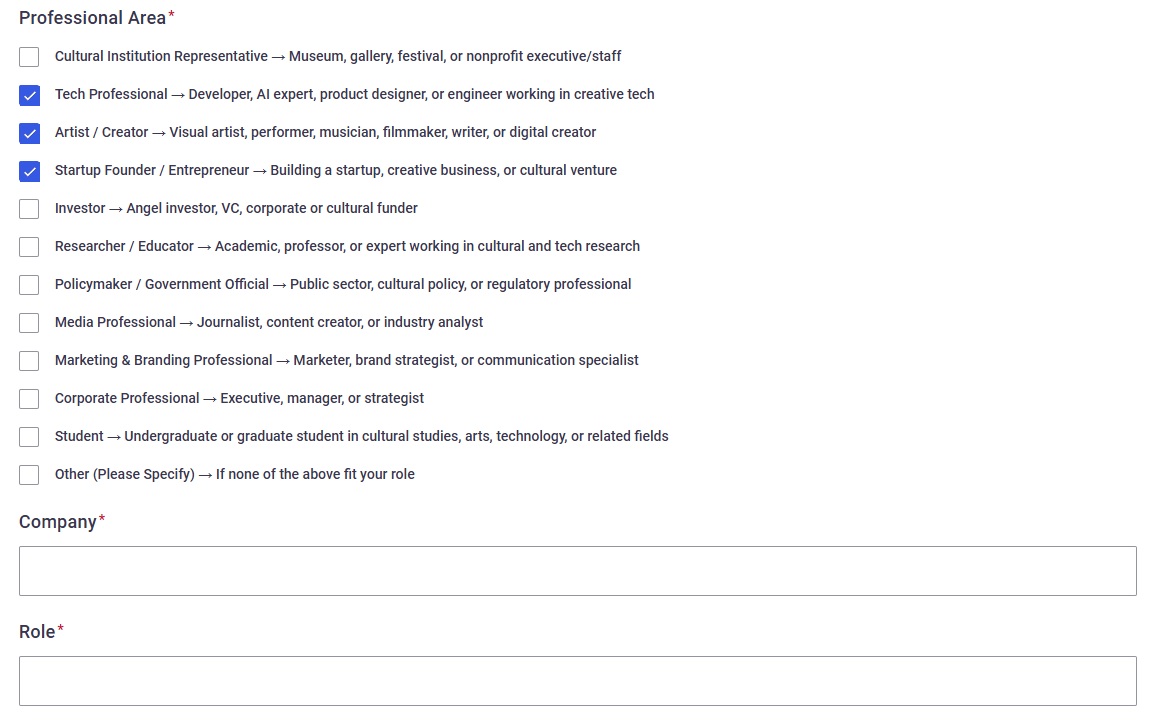 Professional Area*
Cultural Institution Representative → Museum, gallery, festival, or nonprofit executive/staff
Tech Professional → Developer, AI expert, product designer, or engineer working in creative tech
Artist / Creator → Visual artist, performer, musician, filmmaker, writer, or digital creator
Startup Founder / Entrepreneur → Building a startup, creative business, or cultural venture
Investor → Angel investor, VC, corporate or cultural funder
Researcher / Educator → Academic, professor, or expert working in cultural and tech research
Policymaker / Government Official → Public sector, cultural policy, or regulatory professional
Media Professional → Journalist, content creator, or industry analyst
Marketing & Branding Professional → Marketer, brand strategist, or communication specialist
Corporate Professional → Executive, manager, or strategist
Student → Undergraduate or graduate student in cultural studies, arts, technology, or related fields
Other (Please Specify) → If none of the above fit your role
Company*
Role*